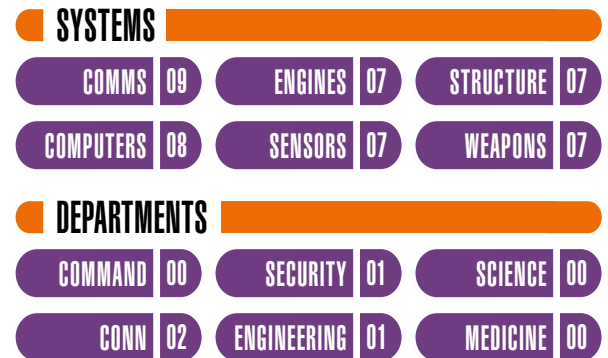 SYSTEMS
COMMS 09 ENGINES 07 STRUCTURE 07
COMPUTERS 08 SENSORS 07 WEAPONS 07
DEPARTMENTS
COMMAND 00 SECURITY 01 SCIENCE 00
CONN 02 ENGINEERING 01 MEDICINE 00